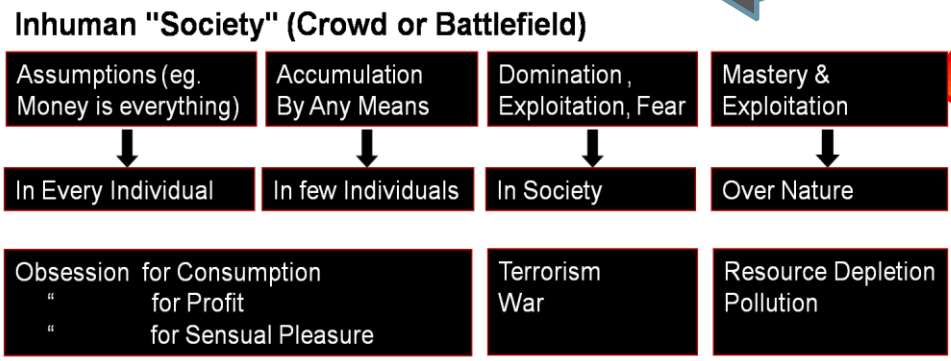 Inhuman "Society" (Crowd or Battlefield)
Assumptions (eg.
Money is everything)
Accumulation
By Any Means
Domination ,
Exploitation, Fear
Mastery &
Exploitation
In Every Individual
In few Individuals
In Society
Over Nature
Obsession for Consumption
“ for Profit
“ for Sensual Pleasure
Terrorism
War
Resource Depletion
Pollution